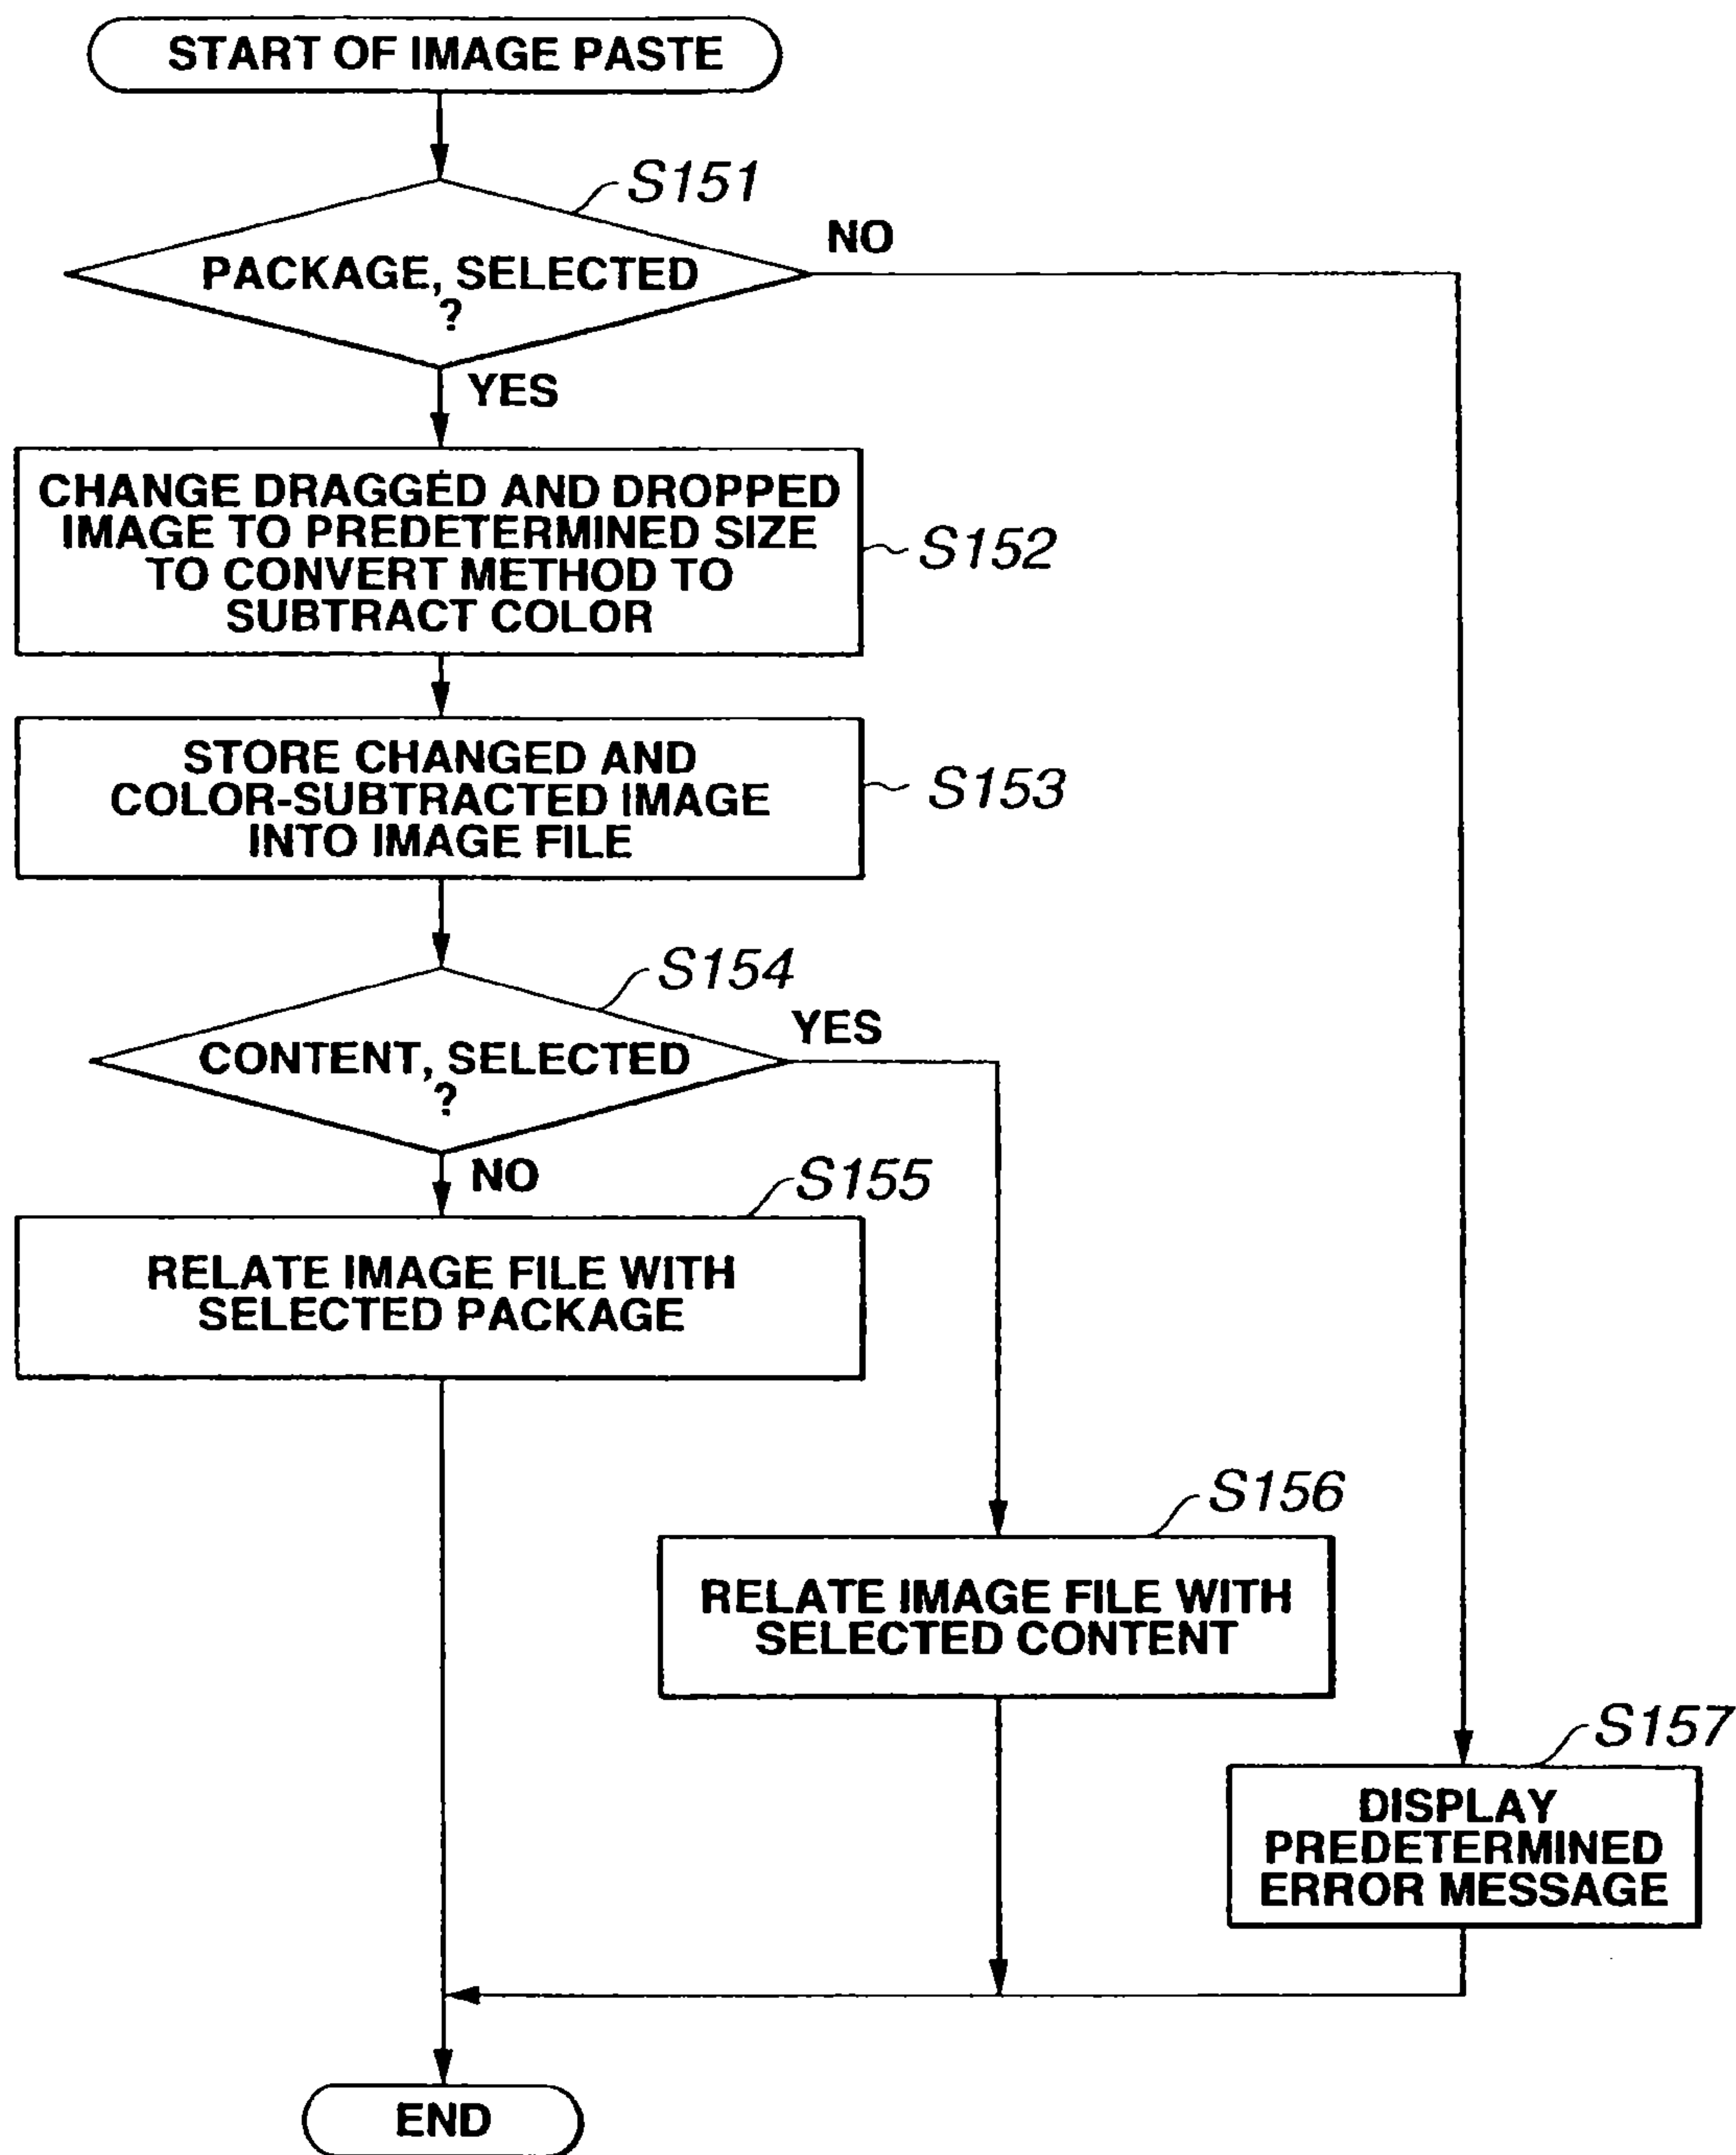 START OF IMAGE PASTE
S151
NO
PACKAGE, SELECTED
?
YES
CHANGE DRAGGED AND DROPPED
IMAGE TO PREDETERMINED SIZE
TO CONVERT METHOD TO
SUBTRACT COLOR
S152
STORE CHANGED AND
COLOR-SUBTRACTED IMAGE
INTO IMAGE FILE
S153
S154
YES
CONTENT, SELECTED
?
NO
S155
RELATE IMAGE FILE WITH
SELECTED PACKAGE
S156
RELATE IMAGE FILE WITH
SELECTED CONTENT
S157
DISPLAY
PREDETERMINED
ERROR MESSAGE
END